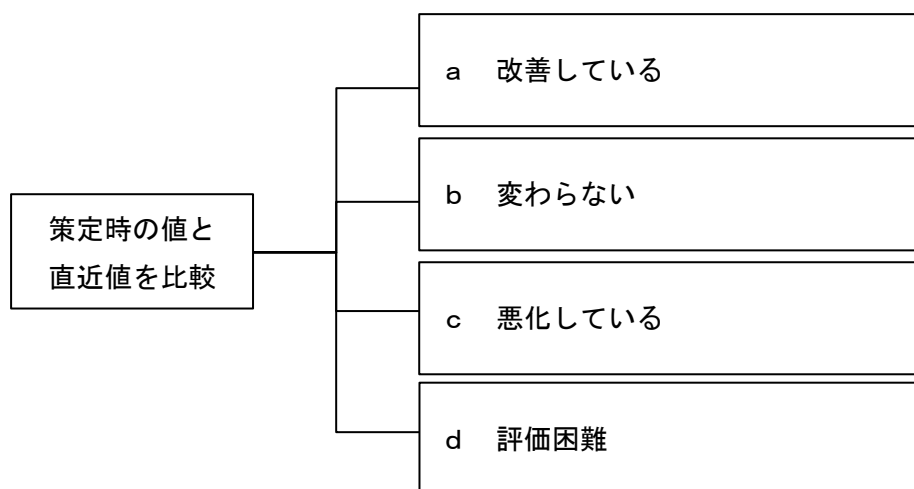 策定時の値と
直近値を比較
ａ　改善している
ｂ　変わらない
ｃ　悪化している
ｄ　評価困難